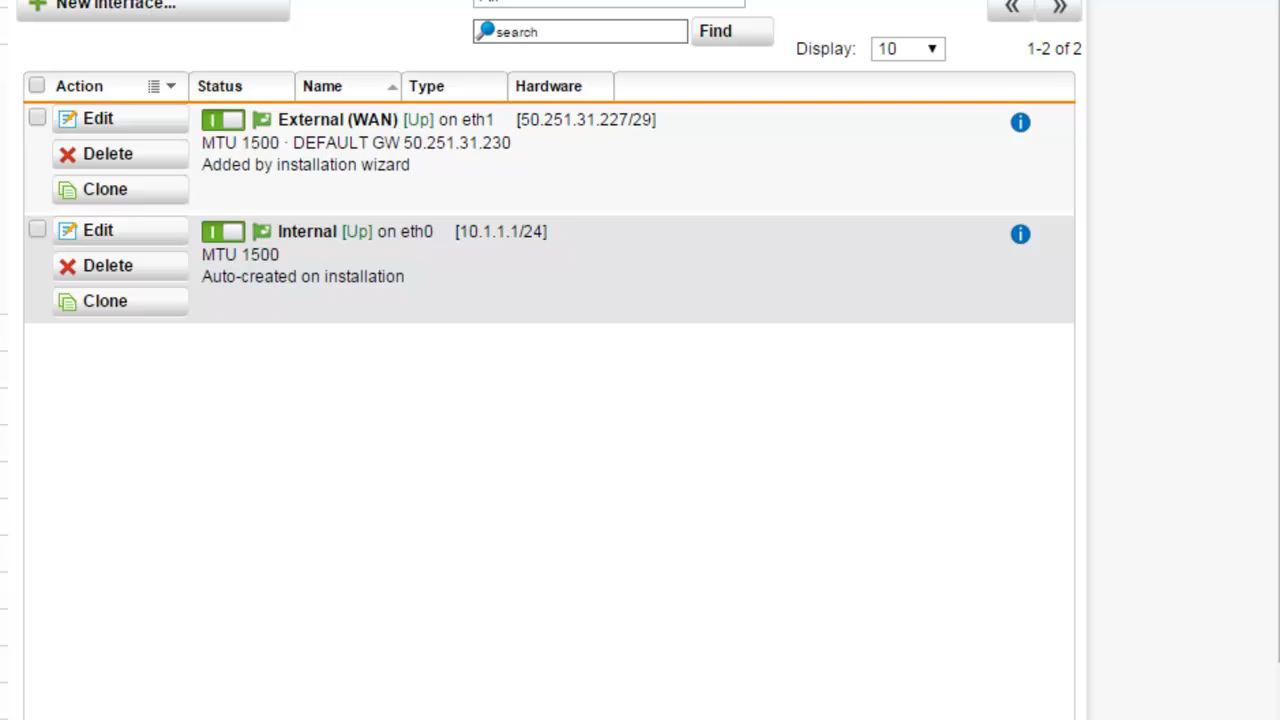 New Interface...
search
Find
Display:
10
1-2 of 2
Action
Status
Name
Type
Hardware
Edit
External (WAN) [Up] on eth1 [50.251.31.227/29]
MTU 1500 · DEFAULT GW 50.251.31.230
Delete
Added by installation wizard
Clone
Edit
Internal [Up] on eth0 [10.1.1.1/24]
MTU 1500
Delete
Auto-created on installation
Clone